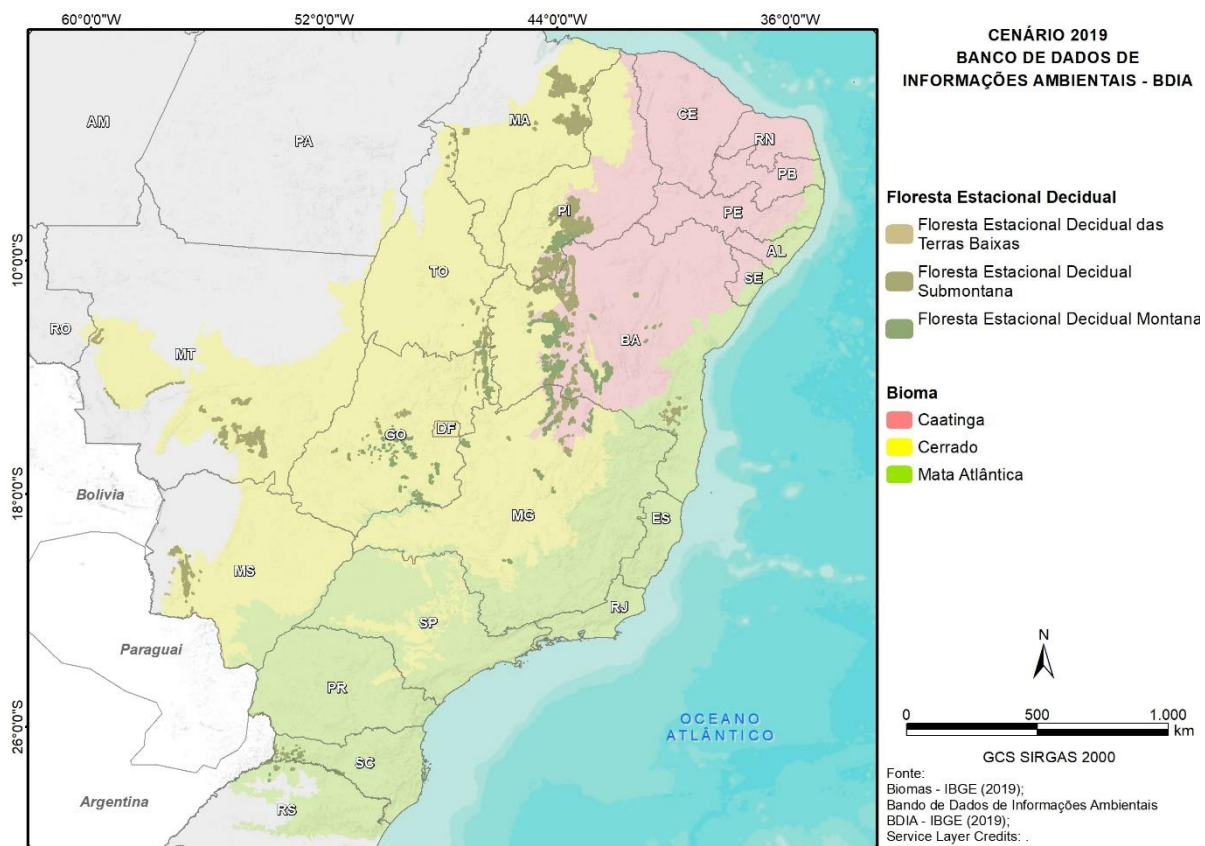 60°0'0"W
52°0'0"W
44°0'0"W
36°0'0"W
10°0'0"S
18°0'0"S
26°0'0"S
AM
PA
MA
CE
RN
PB
PI
PE
AL
SE
TO
RO
MT
BA
GO
DF
Bolivia
MG
ES
MS
SP
RJ
Paraguai
PR
OCEANO
ATLÂNTICO
SC
Argentina
RS
CENÁRIO 2019
BANCO DE DADOS DE
INFORMAÇÕES AMBIENTAIS - BDIA
Floresta Estacional Decidual
Floresta Estacional Decidual das
Terras Baixas
Floresta Estacional Decidual
Submontana
Floresta Estacional Decidual Montana
Bioma
Caatinga
Cerrado
Mata Atlântica
N
0 500 1.000
km
GCS SIRGAS 2000
Fonte:
Biomas - IBGE (2019);
Bando de Dados de Informações Ambientais
BDIA - IBGE (2019);
Service Layer Credits: .